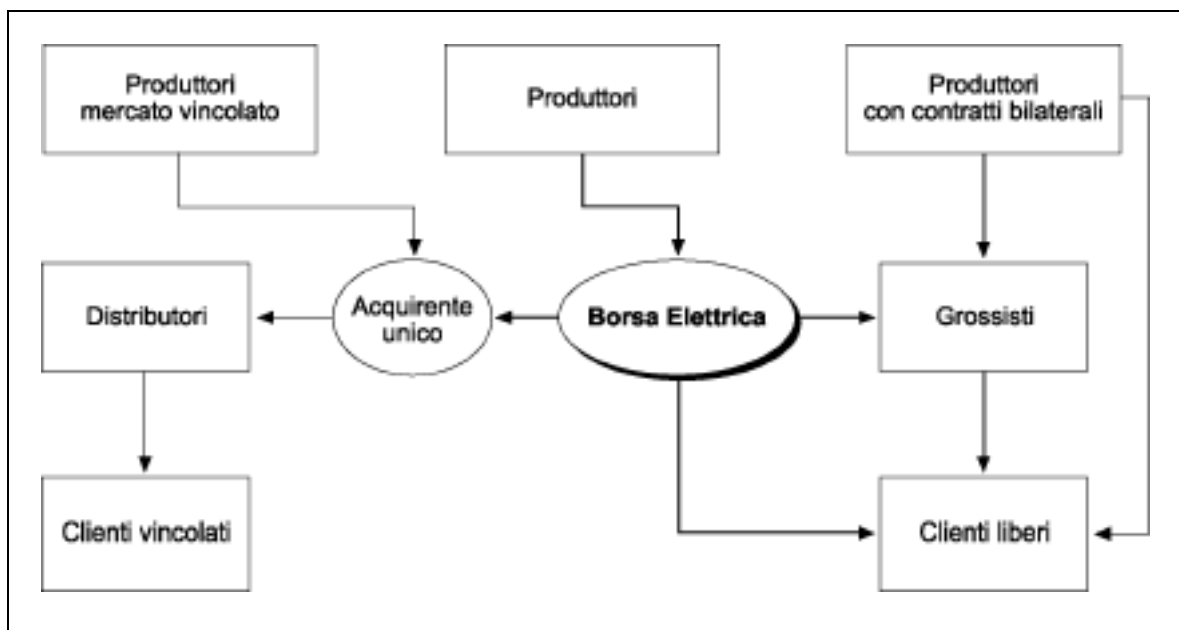 Produttori
mercato vincolato
Produttori
Produttori
con contratti bilaterali
Distributori
Acquirente
unico
Borsa Elettrica
Grossisti
Clienti vincolati
Clienti liberi